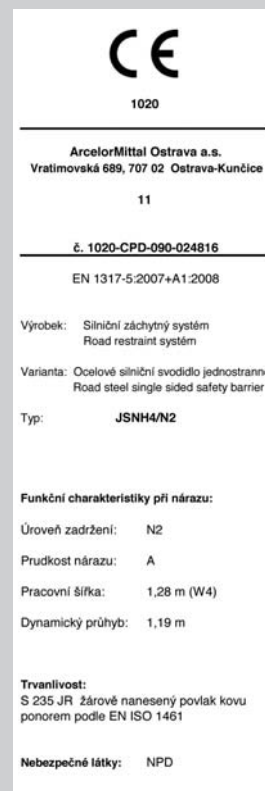 CE
1020
ArcelorMittal Ostrava a.s.
Vratimovská 689, 707 02 Ostrava-Kunčice
11
č. 1020-CPD-090-024816
EN 1317-5:2007+A1:2008
Výrobek: Silniční záchytný systém
Road restraint systém
Varianta: Ocelové silniční svodidlo jednostranné
Road steel single sided safety barrier
Typ: JSNH4/N2
Funkční charakteristiky při nárazu:
Úroveň zadržení: N2
Prudkost nárazu: A
Pracovní šířka: 1,28 m (W4)
Dynamický průhyb: 1,19 m
Trvanlivost:
S 235 JR žárově nanesený povlak kovu
ponorem podle EN ISO 1461
Nebezpečné látky: NPD